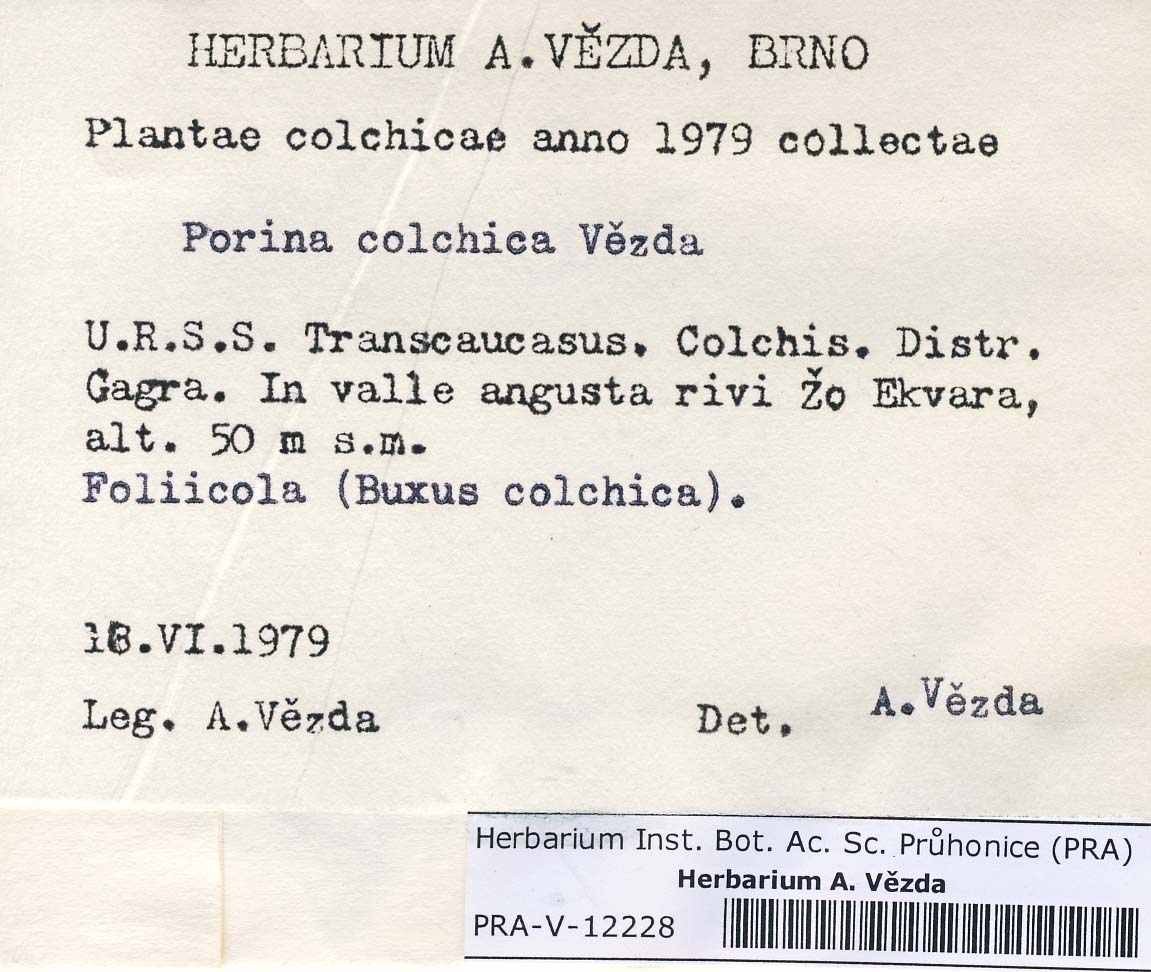 HERBARIUM A.VĚZDA, BRNO
Plantae colchicae anno 1979 collectae
Porina colchica Vězda
U.R.S.S. Transcaucasus. Colchis. Distr.
Gagra. In valle angusta rivi Žo Ekvara,
alt. 50 m s.m.
Foliicola (Buxus colchica).
Leg. A.Vězda
Det. A.Vězda
Herbarium Inst. Bot. Ac. Sc. Průhonice (PRA)
Herbarium A. Vězda
PRA-V-12228